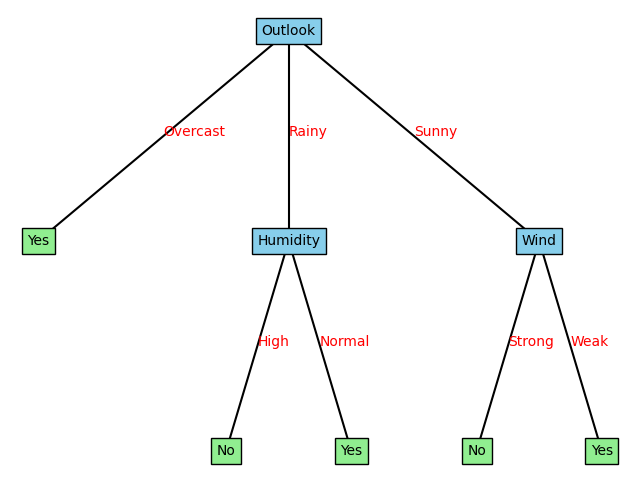 Outlook
Overcast
Rainy
Sunny
Yes
Humidity
Wind
High
Normal
Strong
Weak
No
Yes
No
Yes